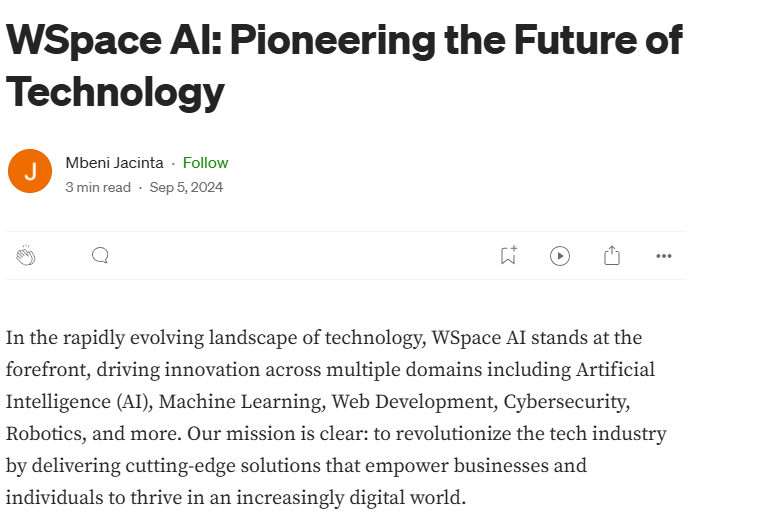 WSpace AI: Pioneering the Future of
Technology
J
Mbeni Jacinta · Follow
3 min read · Sep 5, 2024
In the rapidly evolving landscape of technology, WSpace AI stands at the
forefront, driving innovation across multiple domains including Artificial
Intelligence (AI), Machine Learning, Web Development, Cybersecurity,
Robotics, and more. Our mission is clear: to revolutionize the tech industry
by delivering cutting-edge solutions that empower businesses and
individuals to thrive in an increasingly digital world.